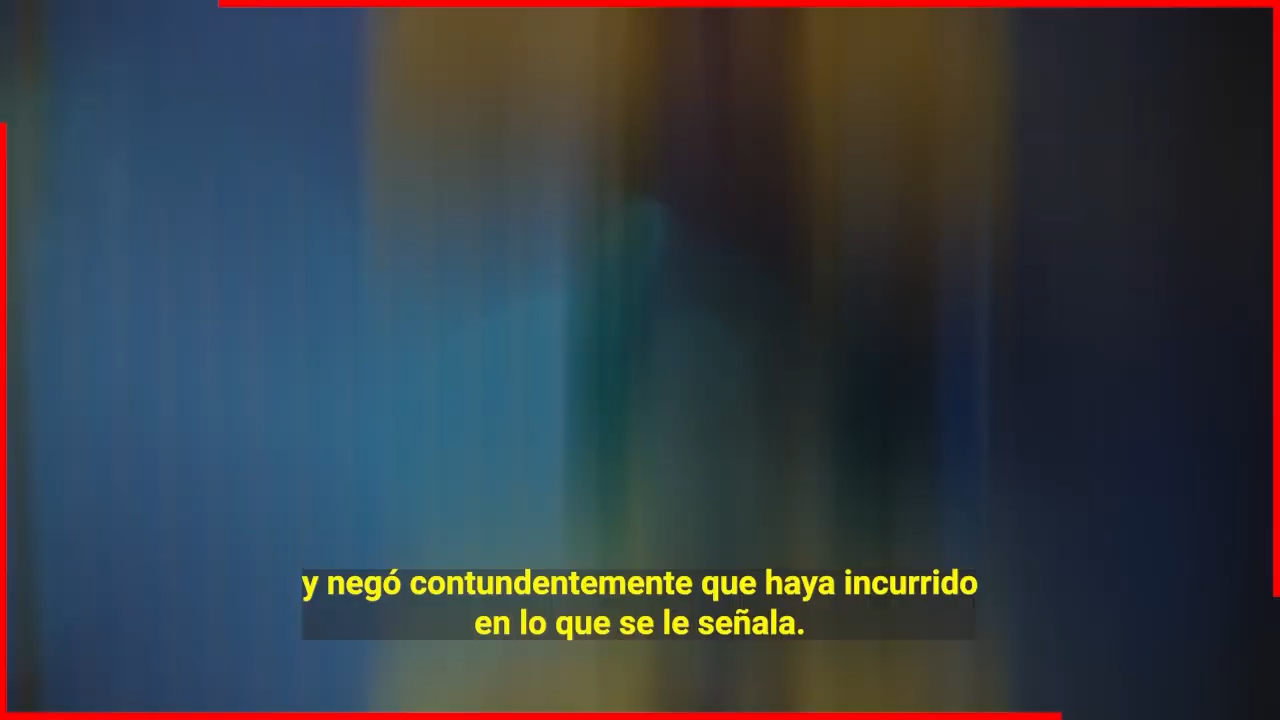 y negó contundentemente que haya incurrido
en lo que se le señala.